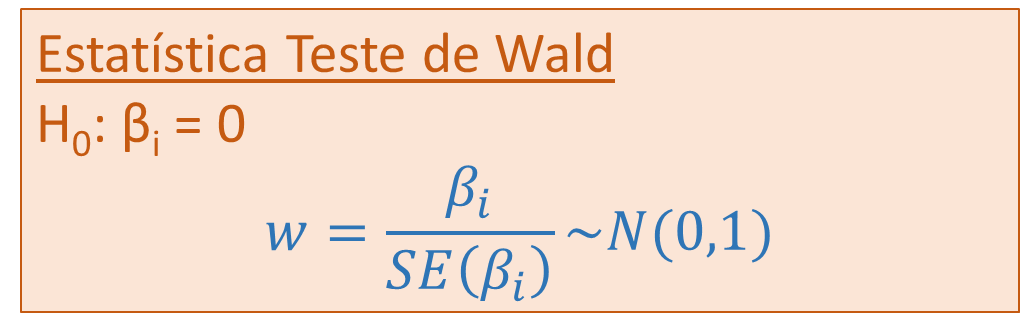 Estatística Teste de Wald
H₀: βᵢ = 0
w = βᵢ / SE(βᵢ) ~N(0,1)